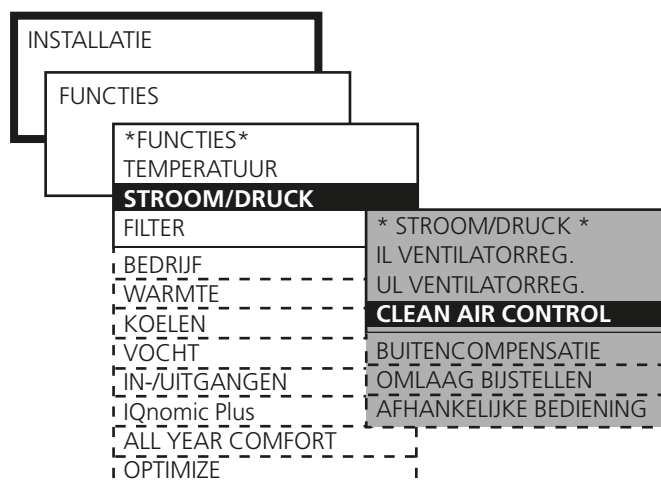 INSTALLATIE
FUNCTIES
*FUNCTIES*
TEMPERATUUR
STROOM/DRUCK
FILTER
BEDRIJF
WARMTE
KOELEN
VOCHT
IN-/UITGANGEN
IQnomic Plus
ALL YEAR COMFORT
OPTIMIZE
* STROOM/DRUCK *
IL VENTILATORREG.
UL VENTILATORREG.
CLEAN AIR CONTROL
BUITENCOMPENSATIE
OMLAAG BIJSTELLEN
AFHANKELIJKE BEDIENING